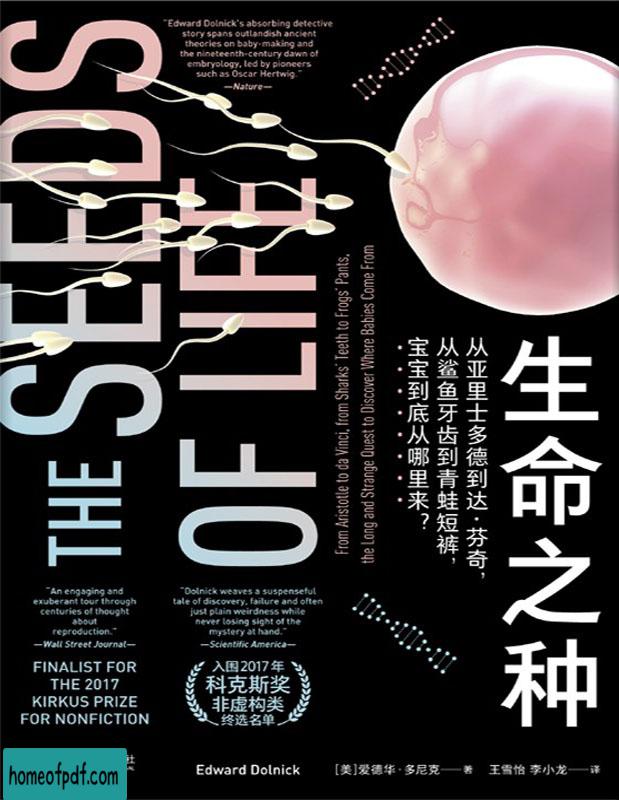 "Edward Dolnick's absorbing detective
story spans outlandish ancient
theories on baby-making and
the nineteenth-century dawn of
embryology, led by pioneers
such as Oscar Hertwig."
—Nature—
THE SEEDS
OF LIFE
From Aristotle to da Vinci, from Sharks' Teeth to Frogs' Pants,
the Long and Strange Quest to Discover Where Babies Come From
生命之种
从亚里士多德到达·芬奇,
从鲨鱼牙齿到青蛙短裤,
宝宝到底从哪里来?
"An engaging and
exuberant tour through
centuries of thought
about
reproduction."
—Wall Street Journal—
"Dolnick weaves a suspenseful
tale of discovery, failure and often
just plain weirdness while
never losing sight of the
mystery at hand."
—Scientific American—
FINALIST FOR
THE 2017
KIRKUS PRIZE
FOR NONFICTION
入围2017年
科克斯奖
非虚构类
终选名单
社
Edward Dolnick
[美]爱德华·多尼克——著
王雪怡 李小龙——译
homeofpdf.com